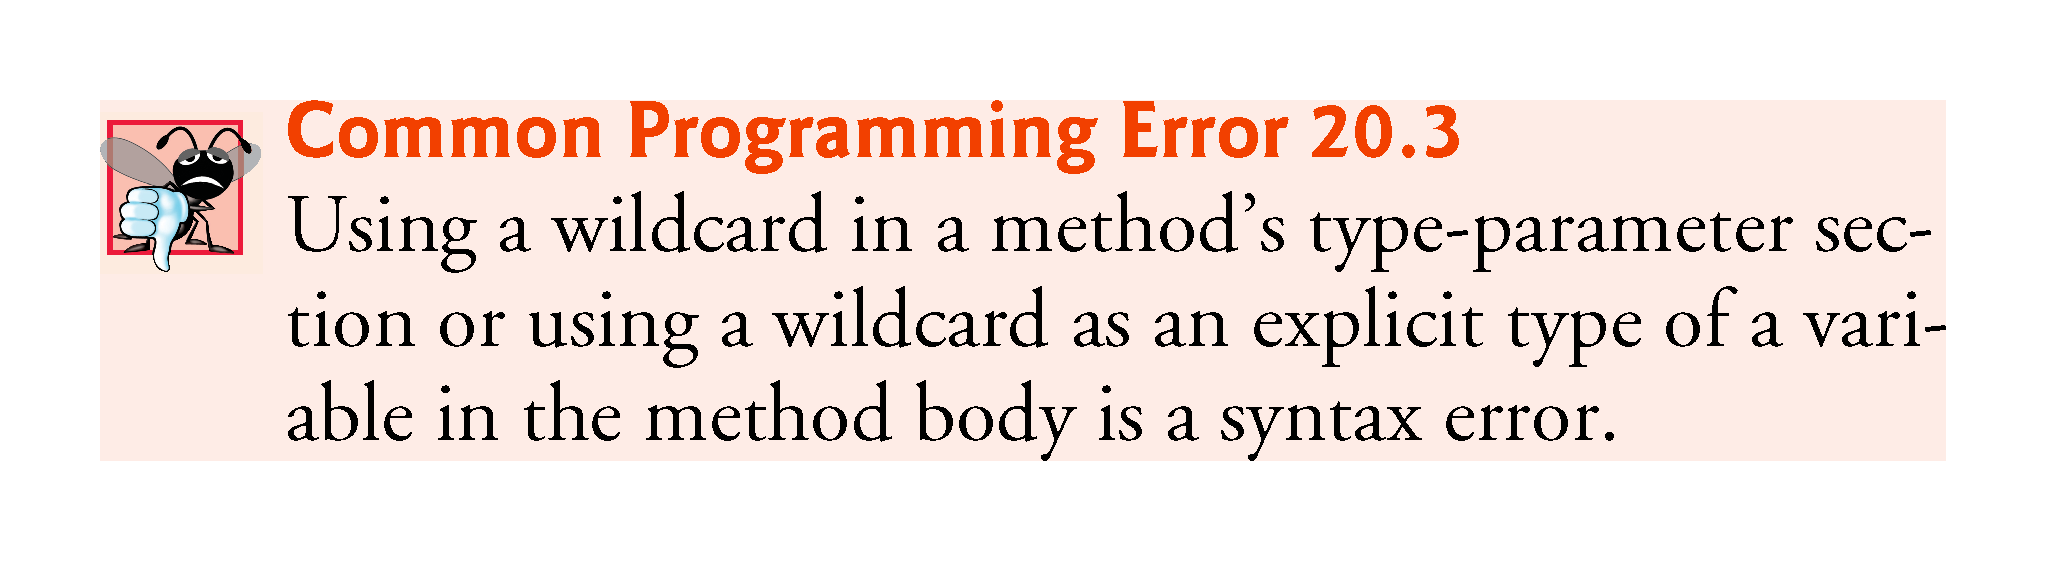 Common Programming Error 20.3
Using a wildcard in a method’s type-parameter sec-
tion or using a wildcard as an explicit type of a vari-
able in the method body is a syntax error.